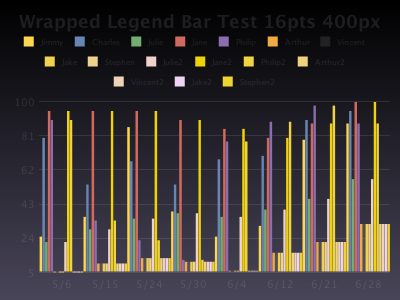 Wrapped Legend Bar Test 16pts 400px
Jimmy Charles Julie Jane Philip Arthur Vincent
Jake Stephen Julie2 Jane2 Philip2 Arthur2
Vincent2 Jake2 Stephen2
100
81
62
43
24
5
5/6 5/15 5/24 5/30 6/4 6/12 6/21 6/28